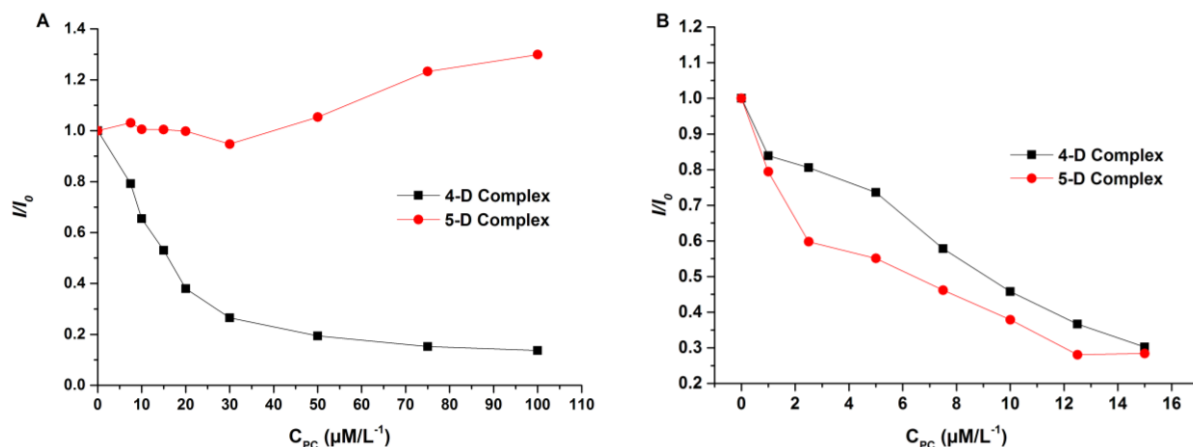 A
1.4
1.2
1.0
0.8
0.6
0.4
0.2
0.0
I/I₀
4-D Complex
5-D Complex
0 10 20 30 40 50 60 70 80 90 100 110
C_PC (µM/L⁻¹)
B
1.2
1.1
1.0
0.9
0.8
0.7
0.6
0.5
0.4
0.3
0.2
I/I₀
4-D Complex
5-D Complex
0 2 4 6 8 10 12 14 16
C_PC (µM/L⁻¹)